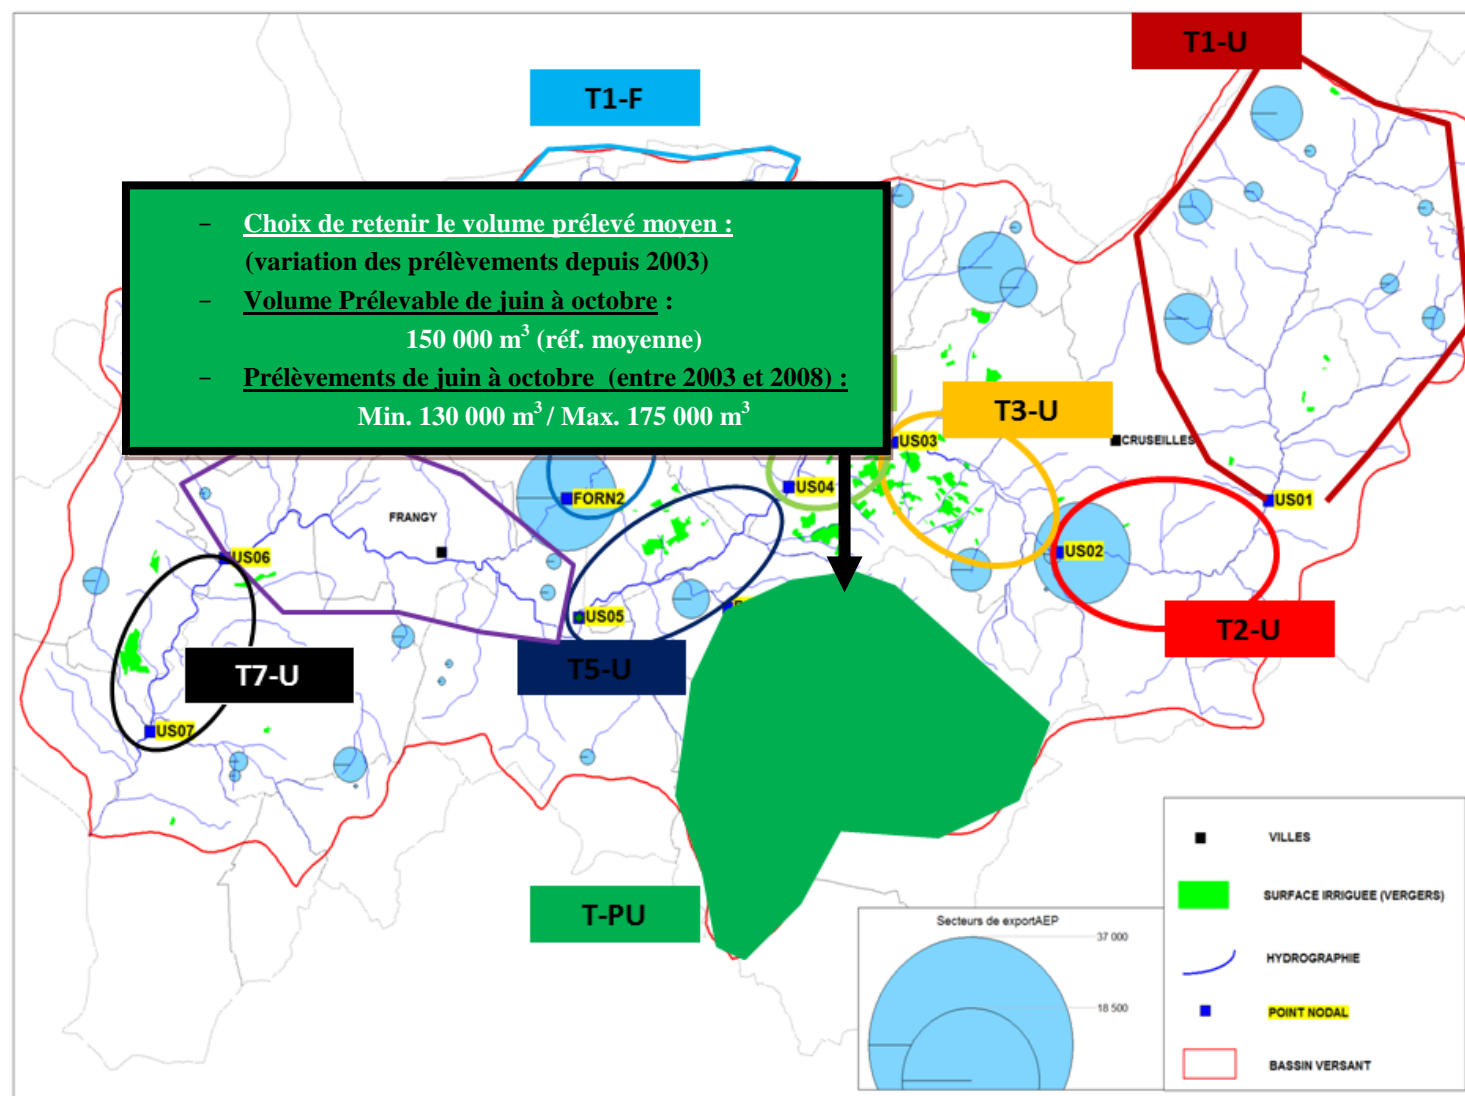 T1-U
T1-F
- Choix de retenir le volume prélevé moyen :
(variation des prélèvements depuis 2003)
- Volume Prélevable de juin à octobre :
150 000 m³ (réf. moyenne)
- Prélèvements de juin à octobre (entre 2003 et 2008) :
Min. 130 000 m³ / Max. 175 000 m³
T3-U
US03
CRUSEILLES
US04
FORN2
US01
FRANGY
US06
US02
US05
T2-U
T5-U
T7-U
US07
T-PU
Secteurs de exportAEP
37 000
18 500
VILLES
SURFACE IRRIGUEE (VERGERS)
HYDROGRAPHIE
POINT NODAL
BASSIN VERSANT